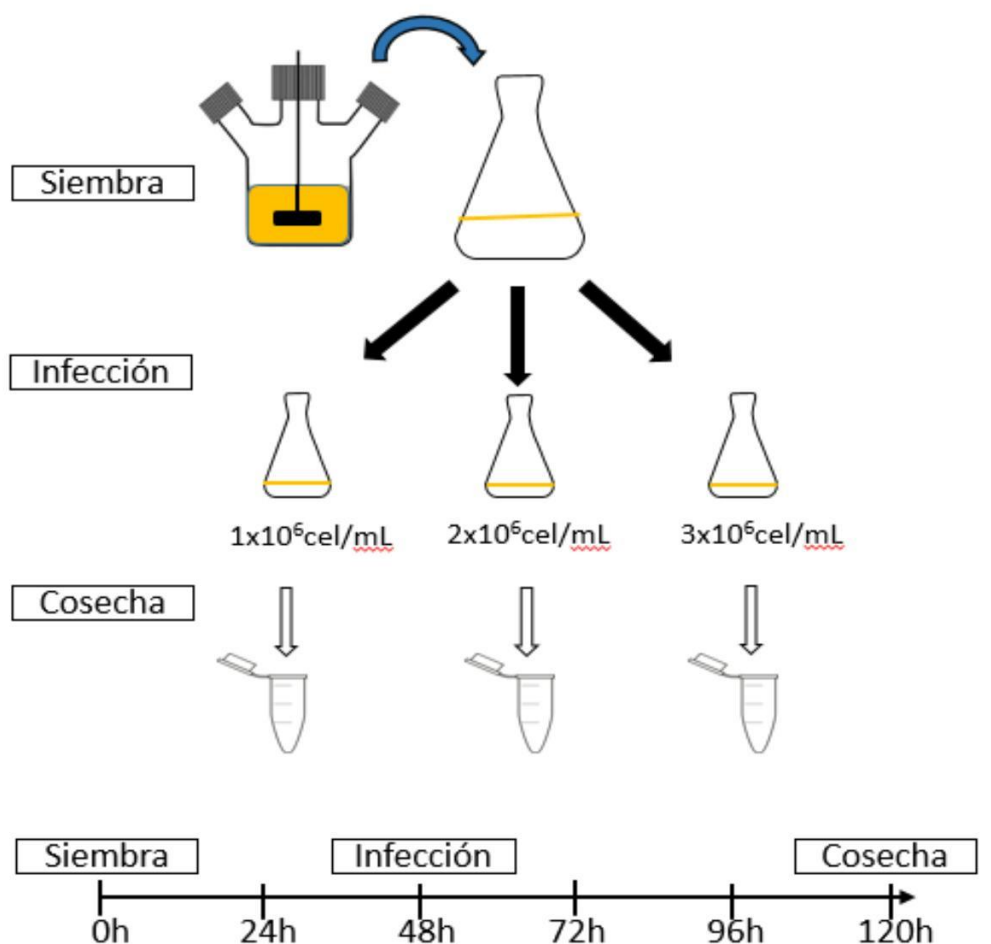 Siembra
Infección
1x10⁶cel/mL 2x10⁶cel/mL 3x10⁶cel/mL
Cosecha
Siembra Infección Cosecha
0h 24h 48h 72h 96h 120h